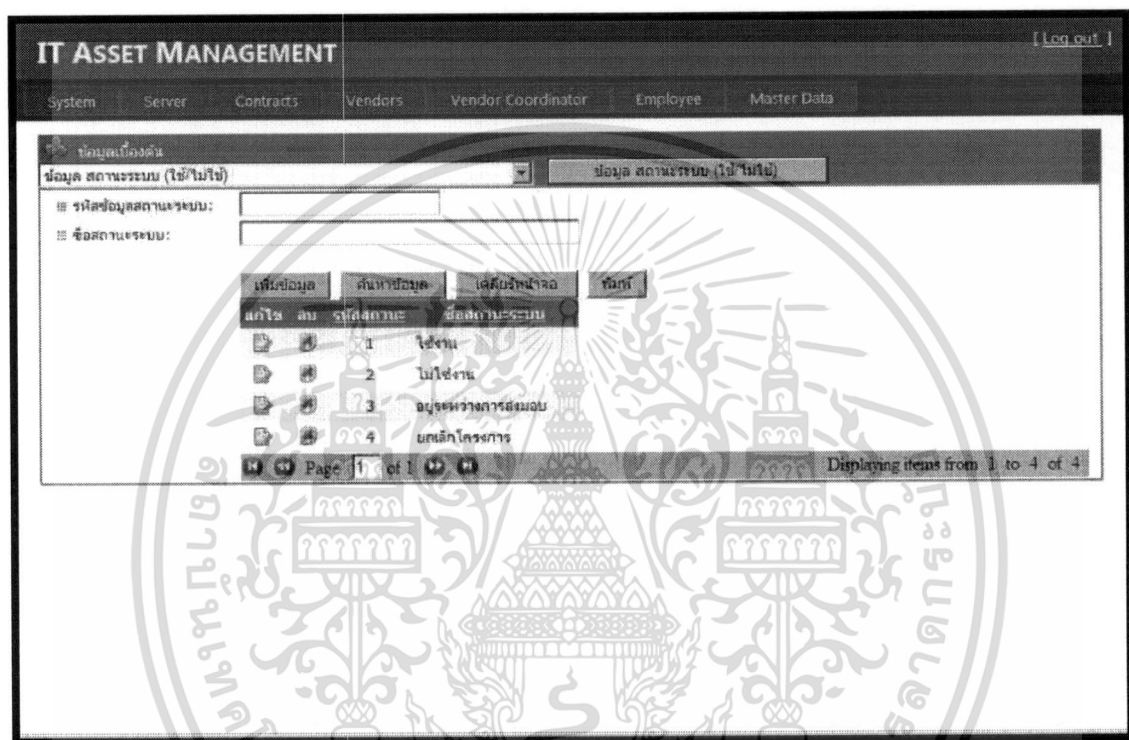 IT ASSET MANAGEMENT
[ Log out ]
System Server Contracts Vendors Vendor Coordinator Employee Master Data
ข้อมูลเบื้องต้น
ข้อมูล สถานะระบบ (ใช้/ไม่ใช้) ข้อมูล สถานะระบบ (ใช้/ไม่ใช้)
รหัสข้อมูลสถานะระบบ:
ชื่อสถานะระบบ:
เพิ่มข้อมูล ค้นหาข้อมูล เคลียร์หน้าจอ พิมพ์
แก้ไข ลบ รหัสสถานะ ชื่อสถานะระบบ
1 ใช้งาน
2 ไม่ใช้งาน
3 อยู่ระหว่างการส่งมอบ
4 ยกเลิกโครงการ
Page 1 of 1 Displaying items from 1 to 4 of 4